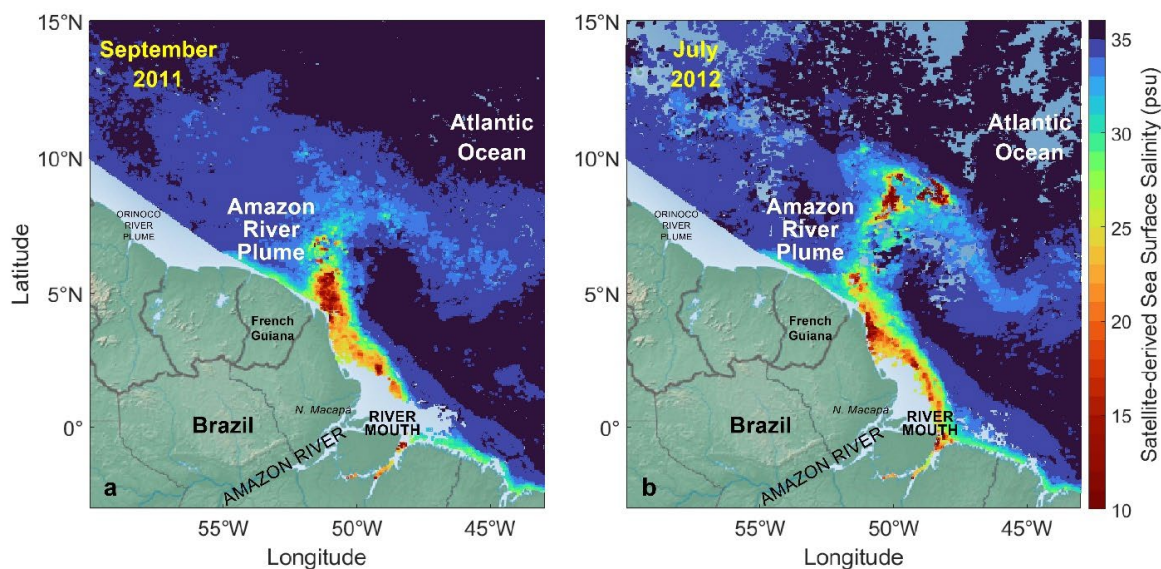 September
2011
Atlantic
Ocean
Amazon
River
Plume
ORINOCO
RIVER
PLUME
French
Guiana
Brazil
N. Macapa
RIVER
MOUTH
AMAZON RIVER
a
15°N
10°N
5°N
0°
Latitude
55°W
50°W
45°W
Longitude
July
2012
Atlantic
Ocean
Amazon
River
Plume
ORINOCO
RIVER
PLUME
French
Guiana
Brazil
N. Macapa
RIVER
MOUTH
AMAZON RIVER
b
15°N
10°N
5°N
0°
55°W
50°W
45°W
Longitude
35
30
25
20
15
10
Satellite-derived Sea Surface Salinity (psu)